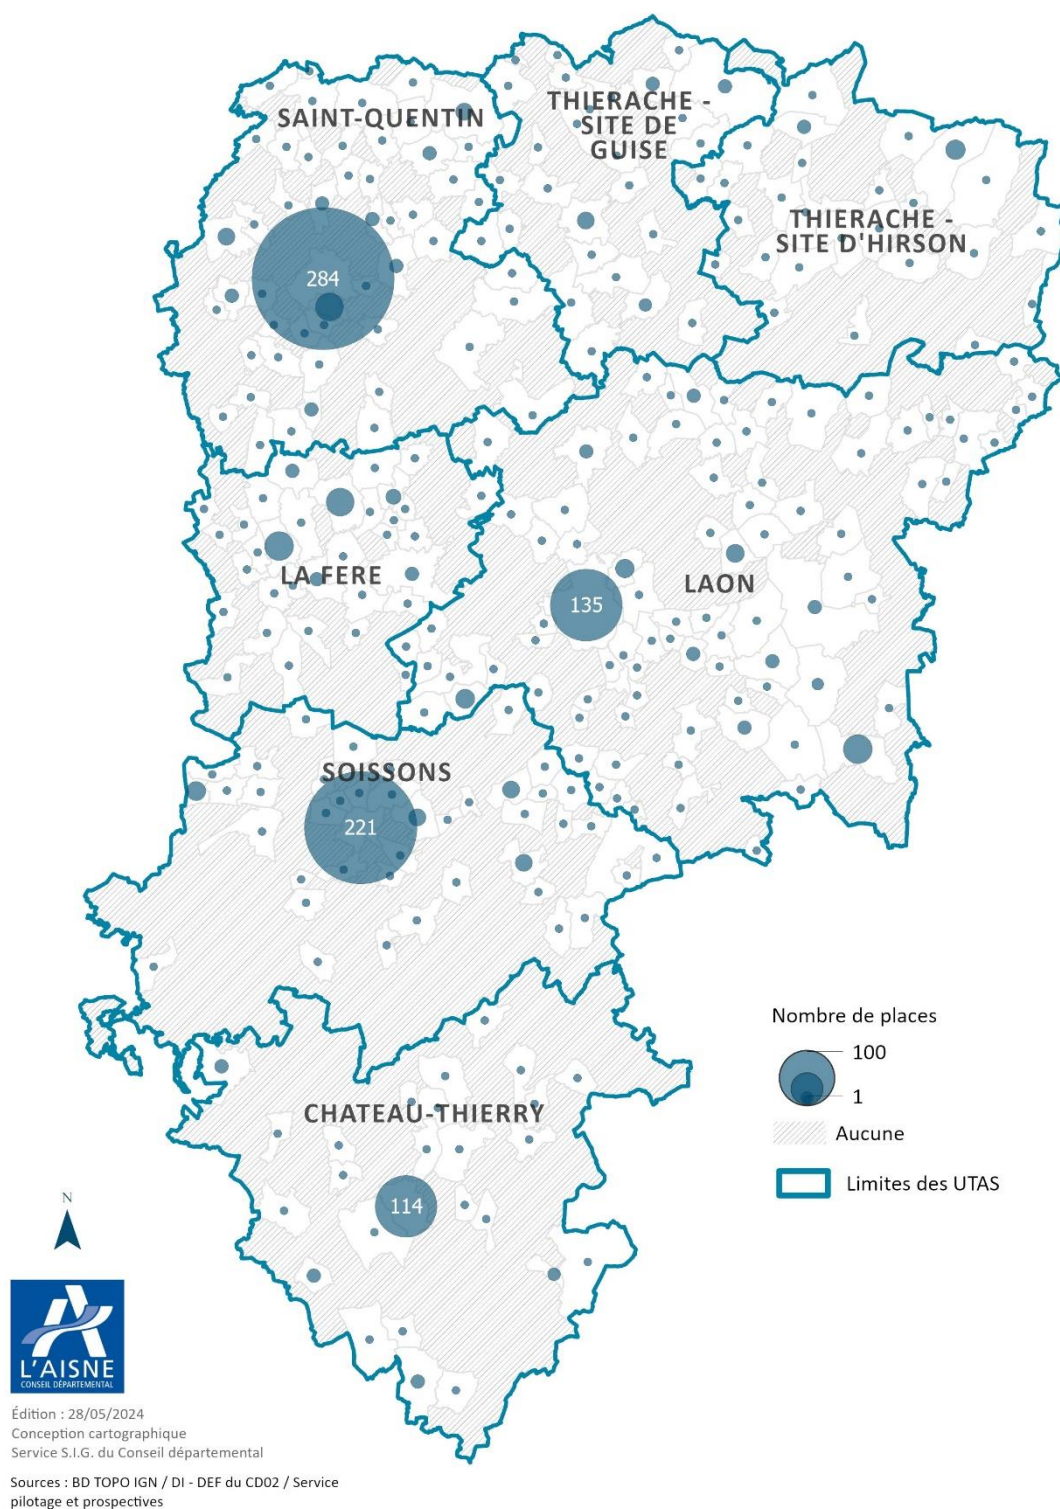 SAINT-QUENTIN
THIERACHE -
SITE DE
GUISE
THIERACHE -
SITE D'HIRSON
284
LA FERE
LAON
135
SOISSONS
221
Nombre de places
100
1
Aucune
Limites des UTAS
CHATEAU-THIERRY
114
N
L'AISNE
CONSEIL DÉPARTEMENTAL
Édition : 28/05/2024
Conception cartographique
Service S.I.G. du Conseil départemental
Sources : BD TOPO IGN / DI - DEF du CD02 / Service
pilotage et prospectives